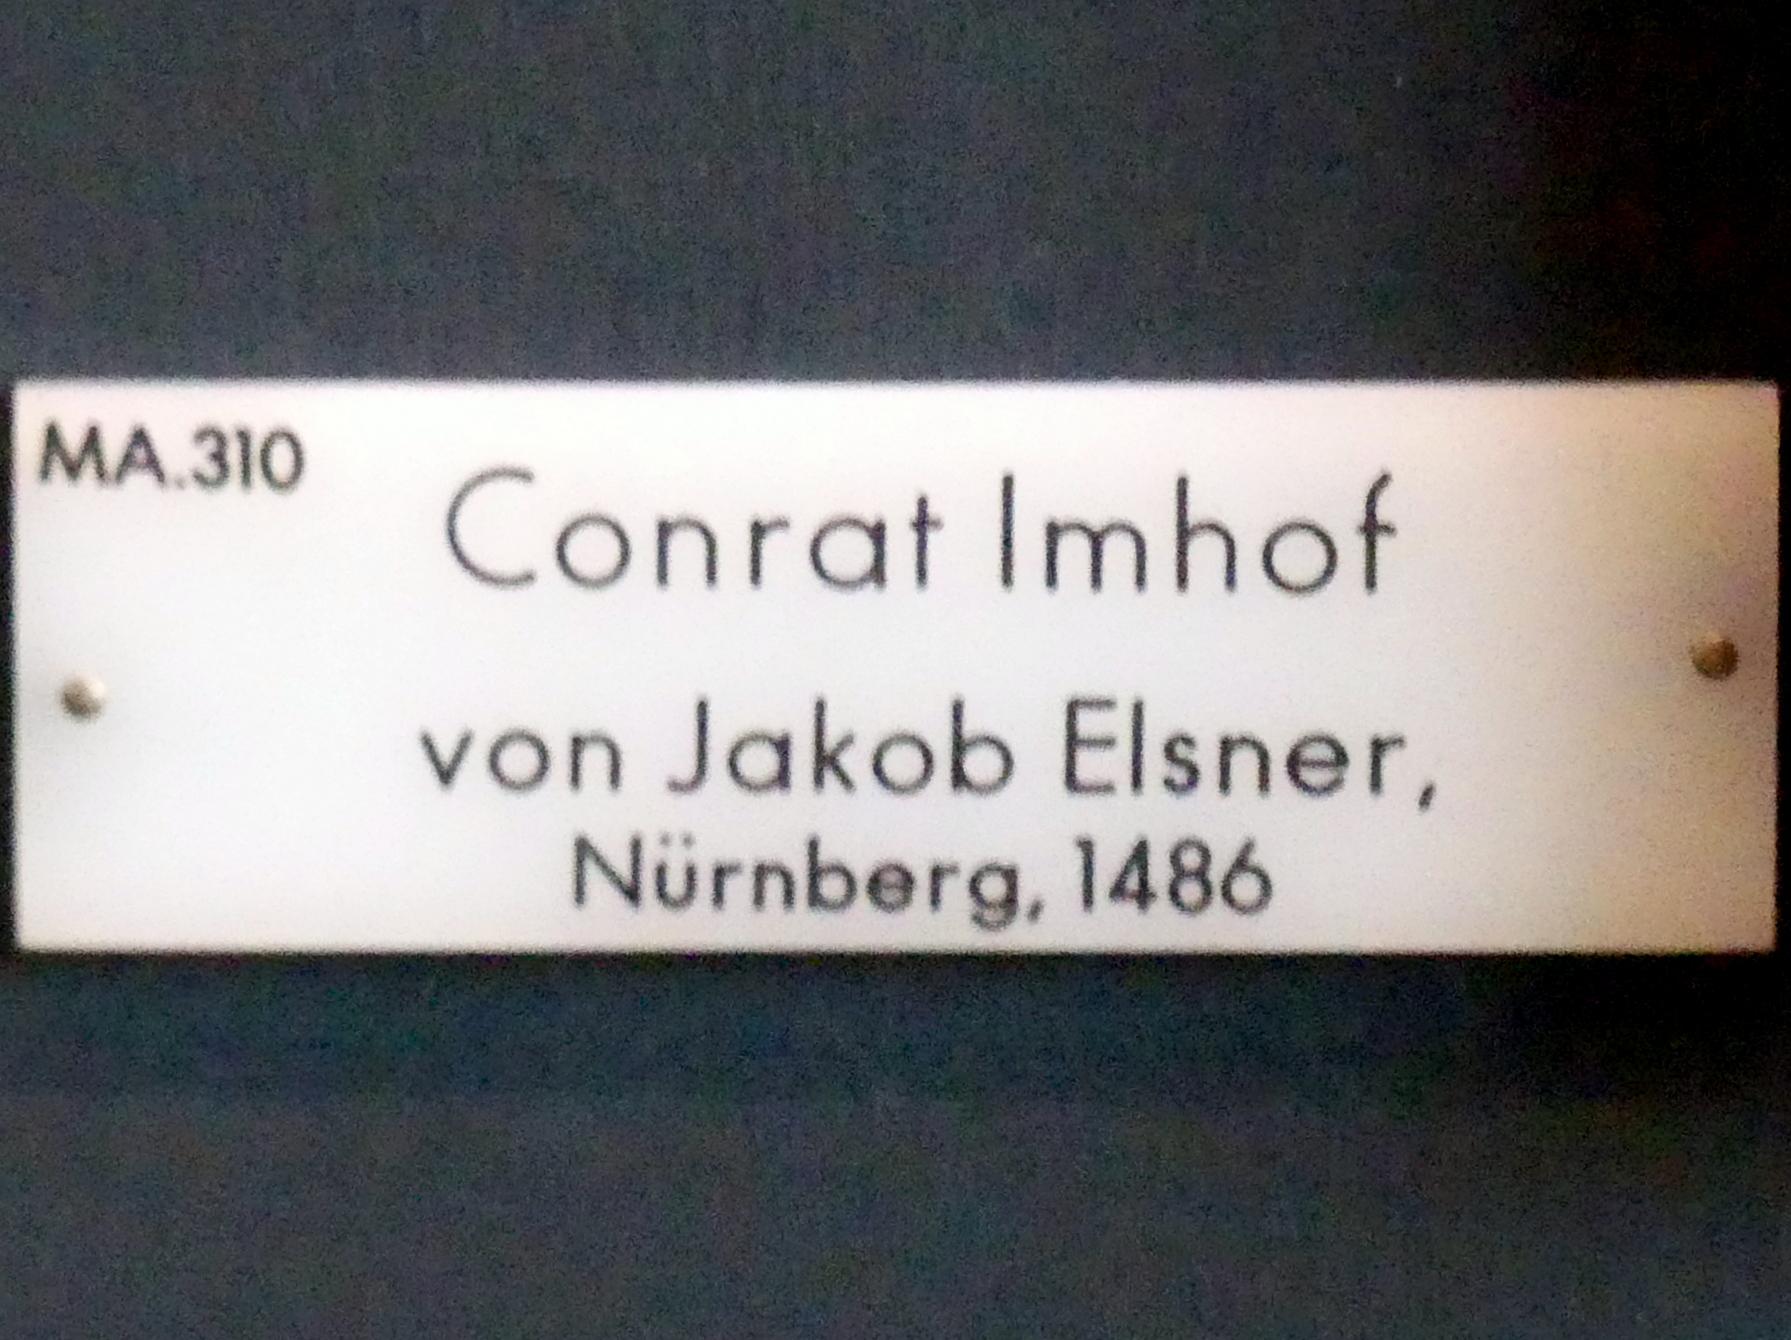 MA.310
Conrat Imhof
von Jakob Elsner,
Nürnberg, 1486